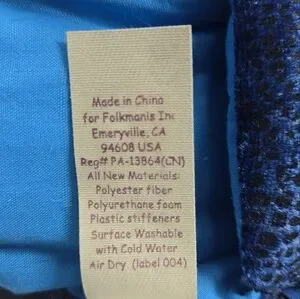 Made in China
for Folkmanis Inc
Emeryville, CA
94608 USA
Reg# PA-13864(CN)
All New Materials:
Polyester fiber
Polyurethane foam
Plastic stiffeners
Surface Washable
with Cold Water
Air Dry (label 004)